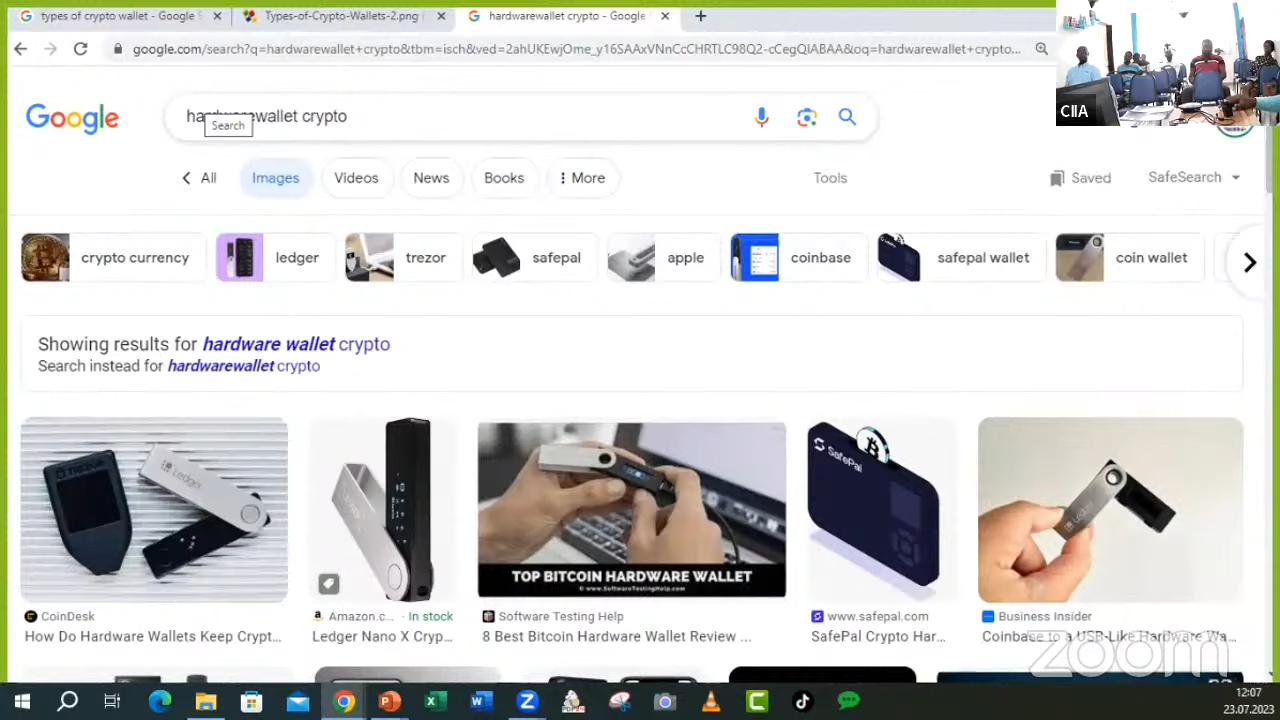 types of crypto wallet - Google S
Types-of-Crypto-Wallets-2.png
hardwarewallet crypto - Google
google.com/search?q=hardwarewallet+crypto&tbm=isch&ved=2ahUKEwjOme_y16SAAxVNnCcCHRTLC98Q2-cCegQIABAA&oq=hardwarewallet+crypto...
CIIA
Google
hardwarewallet crypto
Search
All
Images
Videos
News
Books
More
Tools
Saved
SafeSearch
crypto currency
ledger
trezor
safepal
apple
coinbase
safepal wallet
coin wallet
Showing results for hardware wallet crypto
Search instead for hardwarewallet crypto
TREZOR
Ledger
SafePal
TOP BITCOIN HARDWARE WALLET
© www.SoftwareTestingHelp.com
CoinDesk
How Do Hardware Wallets Keep Crypt...
Amazon.c... · In stock
Ledger Nano X Cryp...
Software Testing Help
8 Best Bitcoin Hardware Wallet Review ...
www.safepal.com
SafePal Crypto Har...
Business Insider
Coinbase to a USB-Like Hardware Wa...
zoom
12:07
23.07.2023